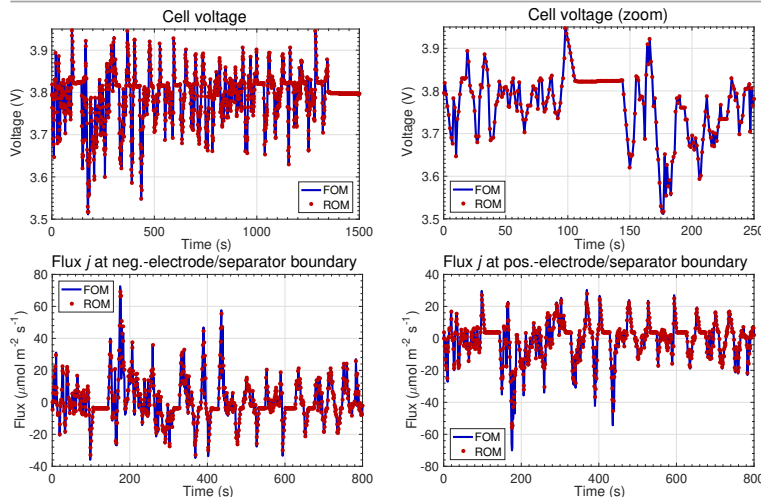 Cell voltage
3.9
3.8
3.7
3.6
3.5
Voltage (V)
FOM
ROM
0
500
1000
1500
Time (s)
Cell voltage (zoom)
3.9
3.8
3.7
3.6
3.5
Voltage (V)
FOM
ROM
0
50
100
150
200
250
Time (s)
Flux j at neg.-electrode/separator boundary
80
60
40
20
0
-20
-40
Flux (μmol m⁻² s⁻¹)
FOM
ROM
0
200
400
600
800
Time (s)
Flux j at pos.-electrode/separator boundary
40
20
0
-20
-40
-60
-80
Flux (μmol m⁻² s⁻¹)
FOM
ROM
0
200
400
600
800
Time (s)